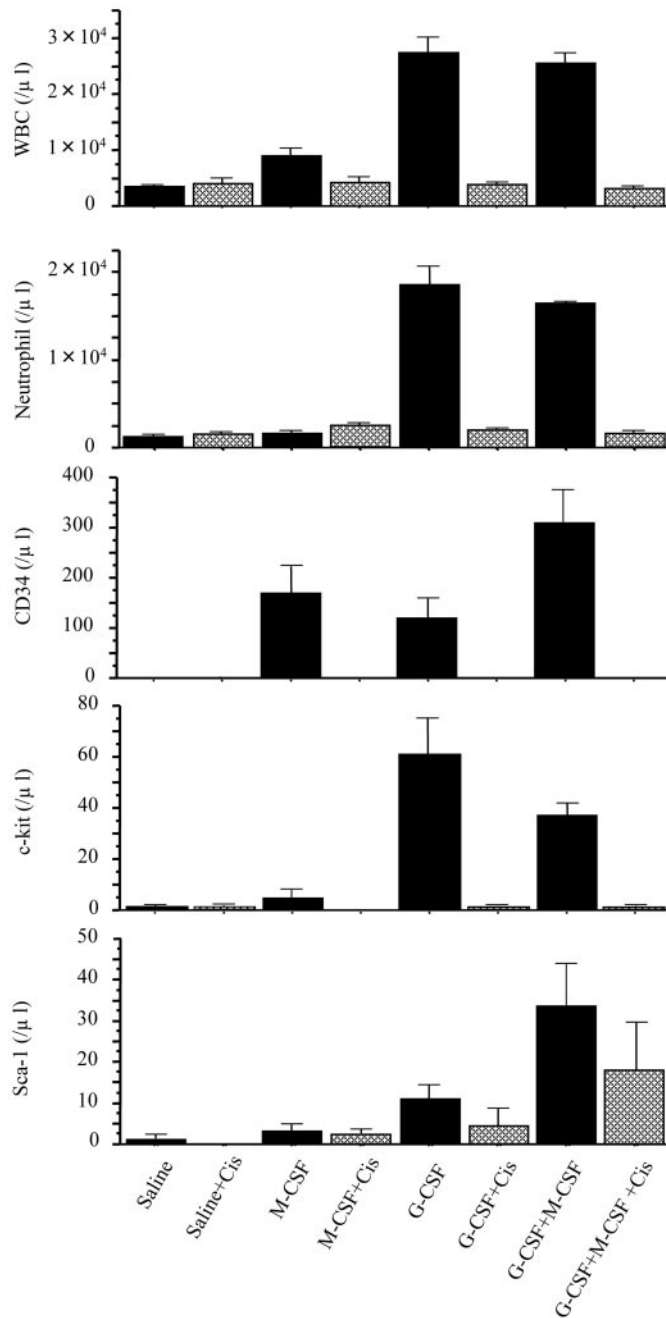 WBC (/μ l)
3 × 10⁴
2 × 10⁴
1 × 10⁴
0
Neutrophil (/μ l)
2 × 10⁴
1 × 10⁴
0
CD34 (/μ l)
400
300
200
100
0
c-kit (/μ l)
80
60
40
20
0
Sca-1 (/μ l)
50
40
30
20
10
0
Saline
Saline+Cis
M-CSF
M-CSF+Cis
G-CSF
G-CSF+Cis
G-CSF+M-CSF
G-CSF+M-CSF +Cis